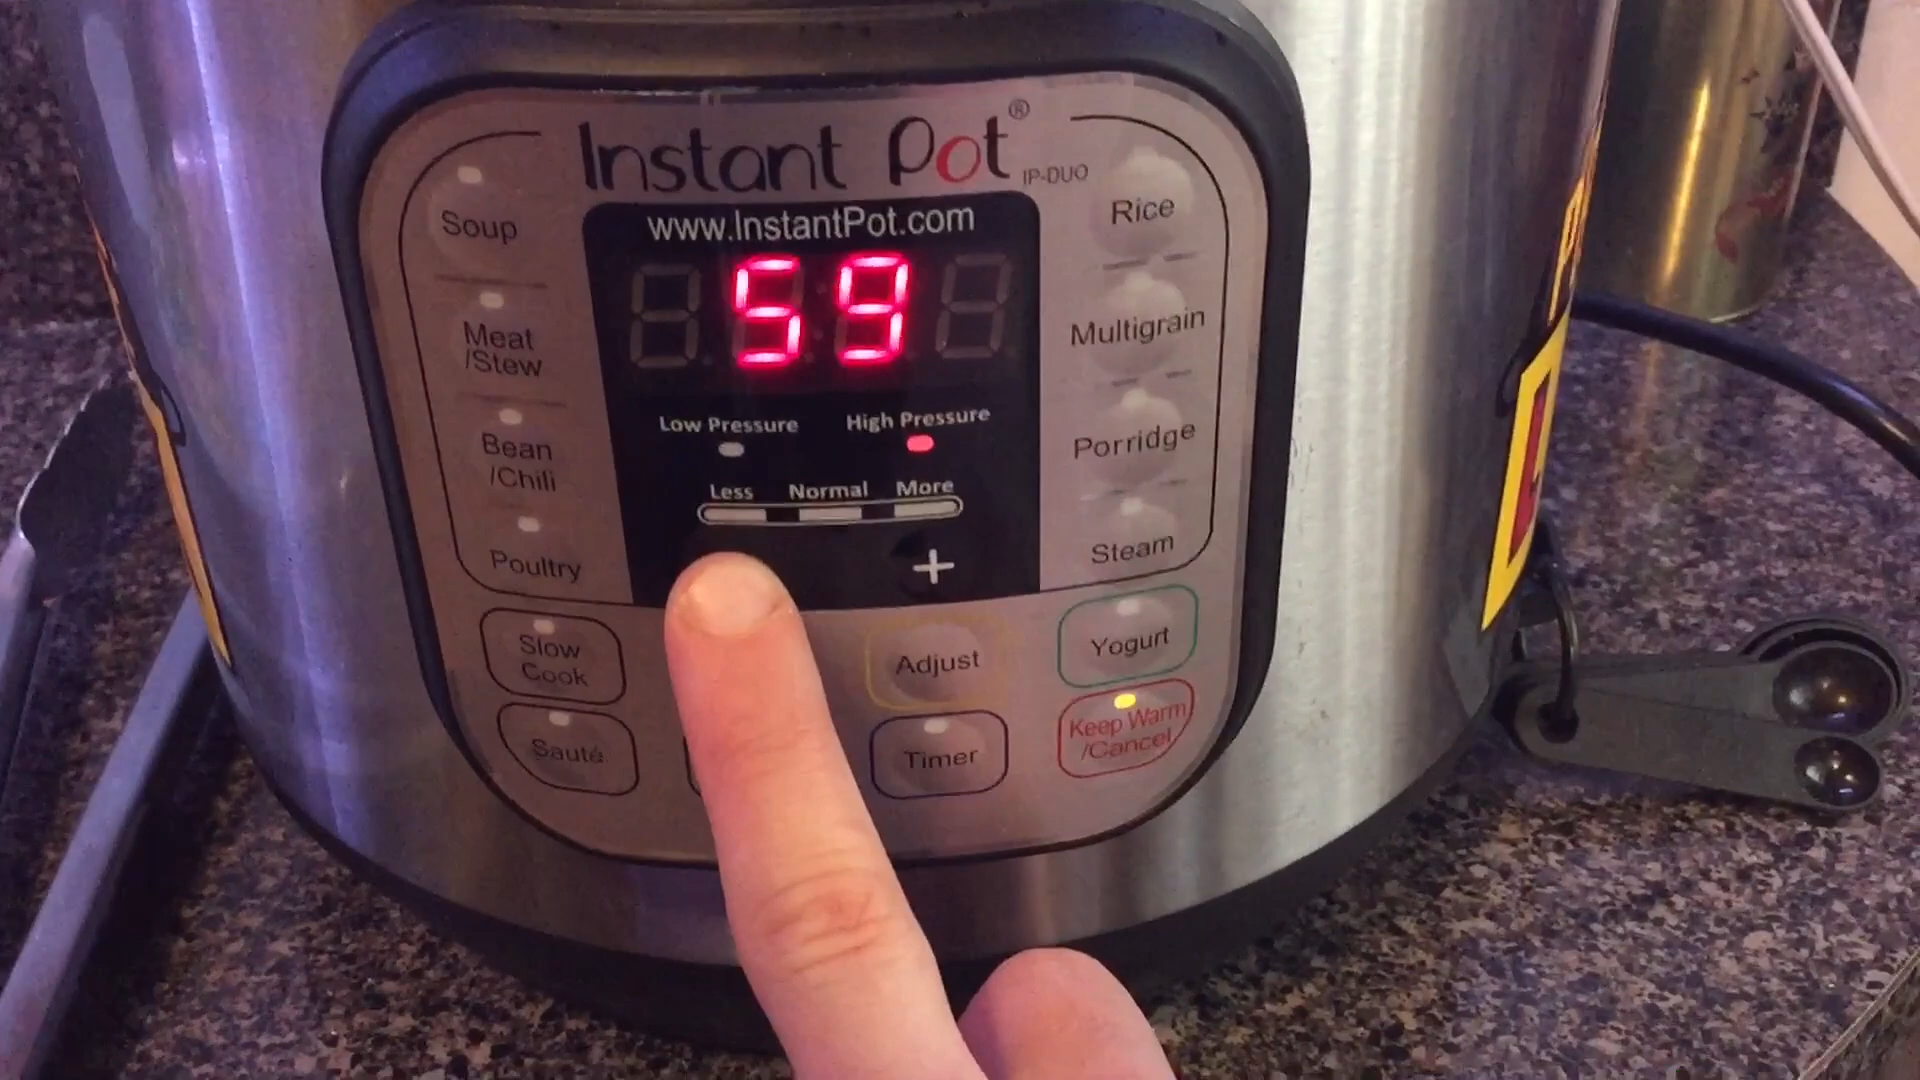 Instant Pot®
IP-DUO
www.InstantPot.com
59
Low Pressure
High Pressure
Less Normal More
+
Soup
Meat
/Stew
Bean
/Chili
Poultry
Rice
Multigrain
Porridge
Steam
Slow
Cook
Adjust
Yogurt
Sauté
Timer
Keep Warm
/Cancel